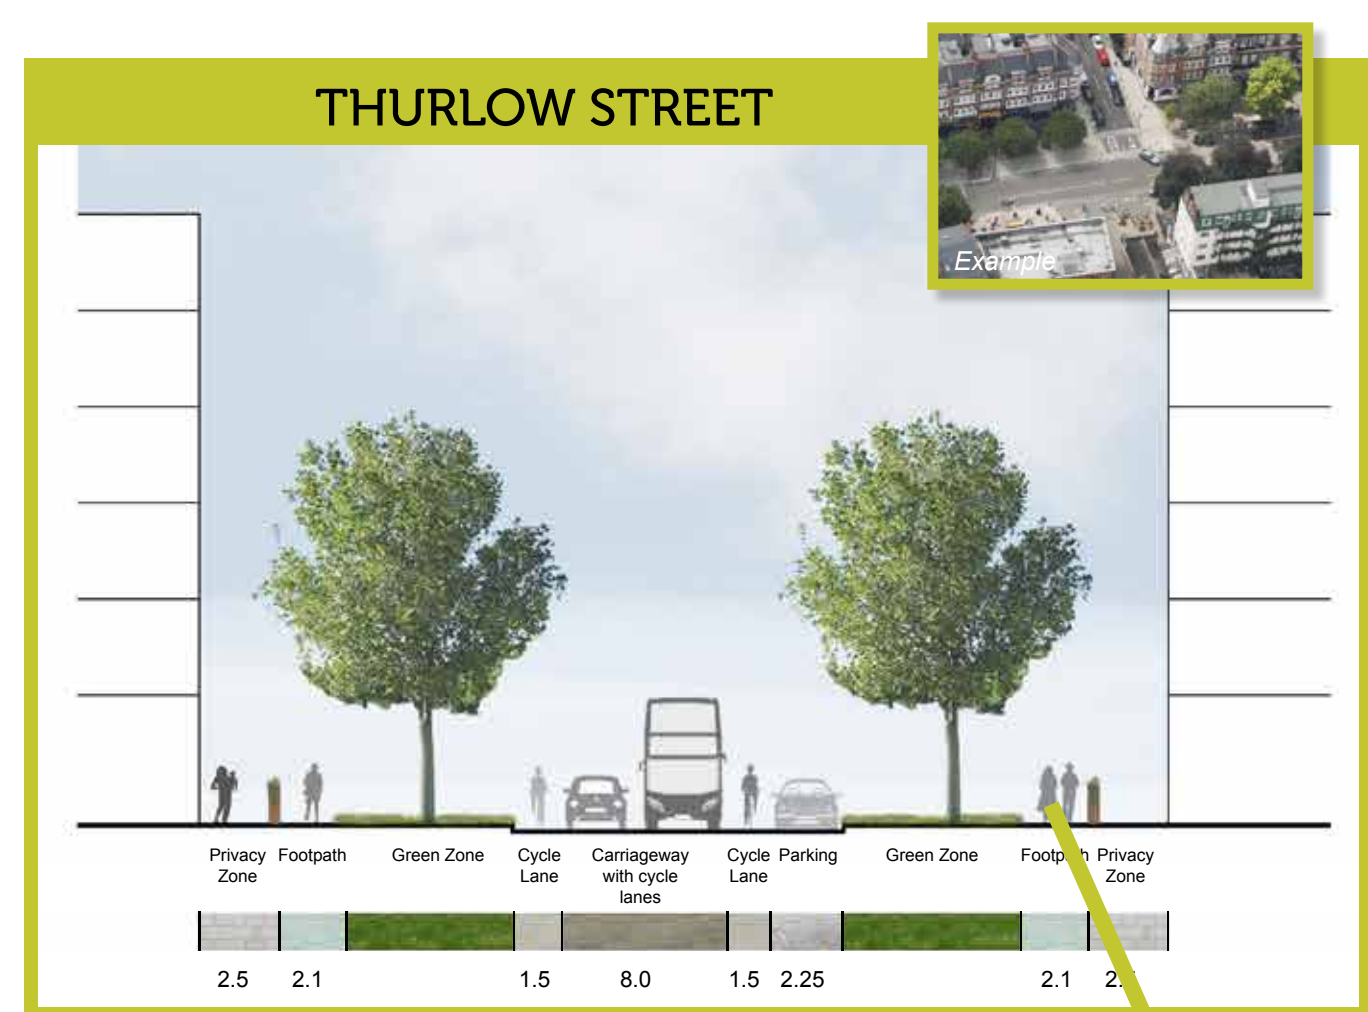 THURLOW STREET
Example
Privacy Footpath Green Zone Cycle Carriageway Cycle Parking Green Zone Footpath Privacy
Zone Lane with cycle Lane Zone
lanes
2.5 2.1 1.5 8.0 1.5 2.25 2.1